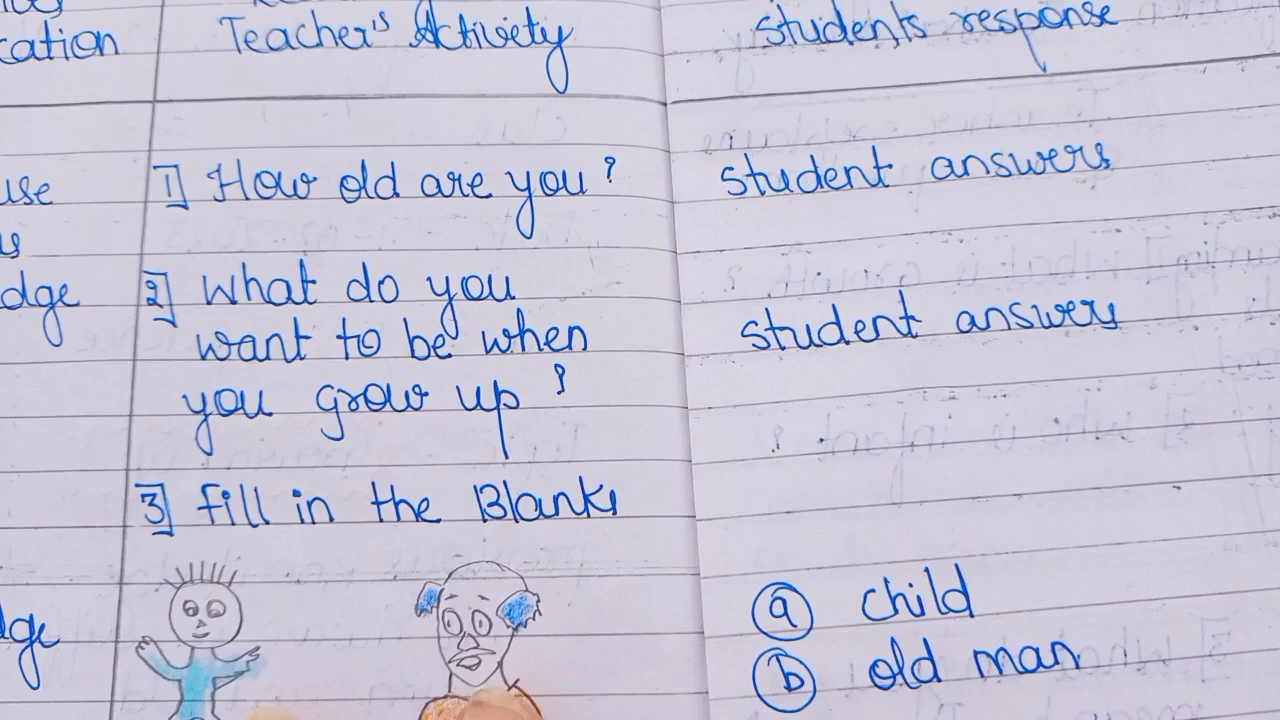 cation
Teacher's Activity
students response
use
1] How old are you?
student answers
dge
2] What do you
want to be when
you grow up?
student answers
3] fill in the Blanks
dge
a child
b old man